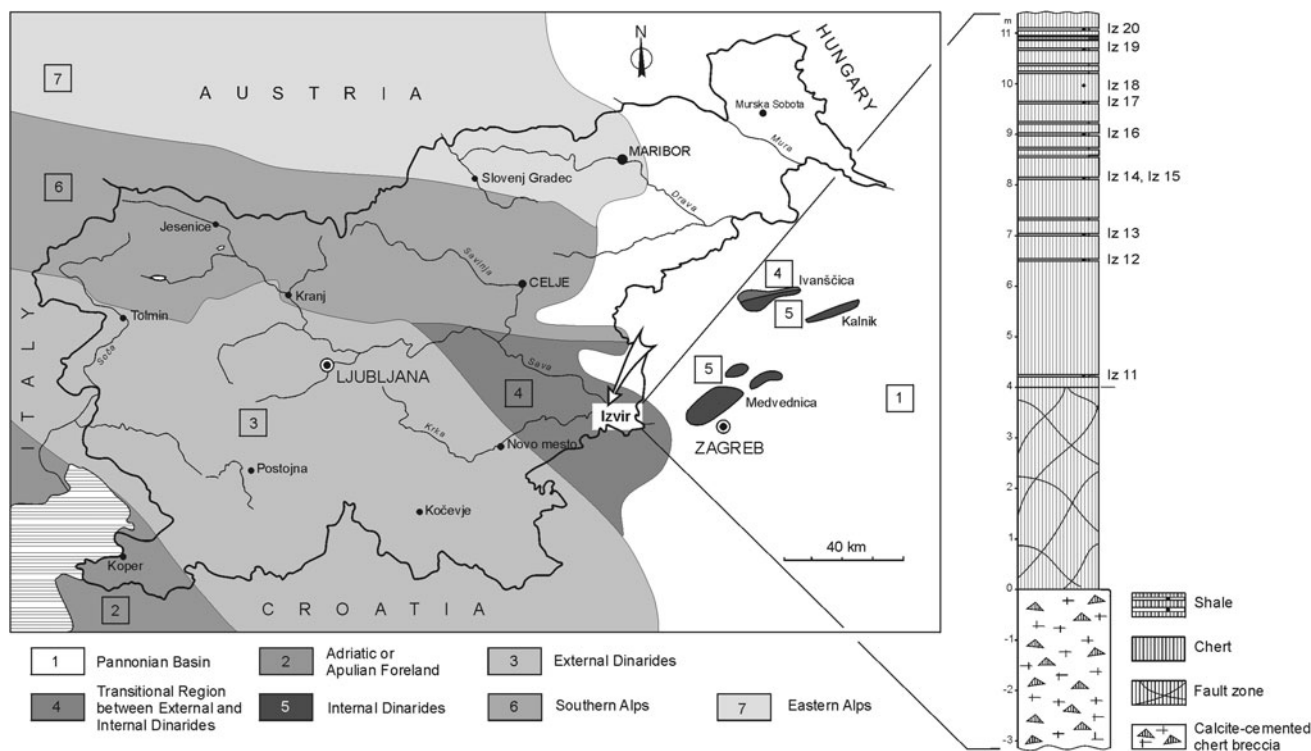 7
A U S T R I A
N
HUNGARY
Murska Sobota
Mura
MARIBOR
Slovenj Gradec
Drava
6
Jesenice
Savinja
CELJE
4
Ivanščica
5
Kalnik
Kranj
Tolmin
Soča
I T A L Y
LJUBLJANA
Sava
4
Izvir
5
Medvednica
1
ZAGREB
3
Krka
Novo mesto
Postojna
Kočevje
40 km
Koper
2
C R O A T I A
1 Pannonian Basin
2 Adriatic or
Apulian Foreland
3 External Dinarides
4 Transitional Region
between External and
Internal Dinarides
5 Internal Dinarides
6 Southern Alps
7 Eastern Alps
m
11
10
9
8
7
6
5
4
3
2
1
0
-1
-2
-3
Iz 20
Iz 19
Iz 18
Iz 17
Iz 16
Iz 14, Iz 15
Iz 13
Iz 12
Iz 11
Shale
Chert
Fault zone
Calcite-cemented
chert breccia